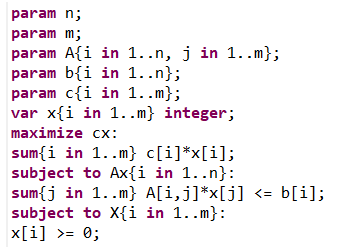 param n;
param m;
param A{i in 1..n, j in 1..m};
param b{i in 1..n};
param c{i in 1..m};
var x{i in 1..m} integer;
maximize cx:
sum{i in 1..m} c[i]*x[i];
subject to Ax{i in 1..n}:
sum{j in 1..m} A[i,j]*x[j] <= b[i];
subject to X{i in 1..m}:
x[i] >= 0;